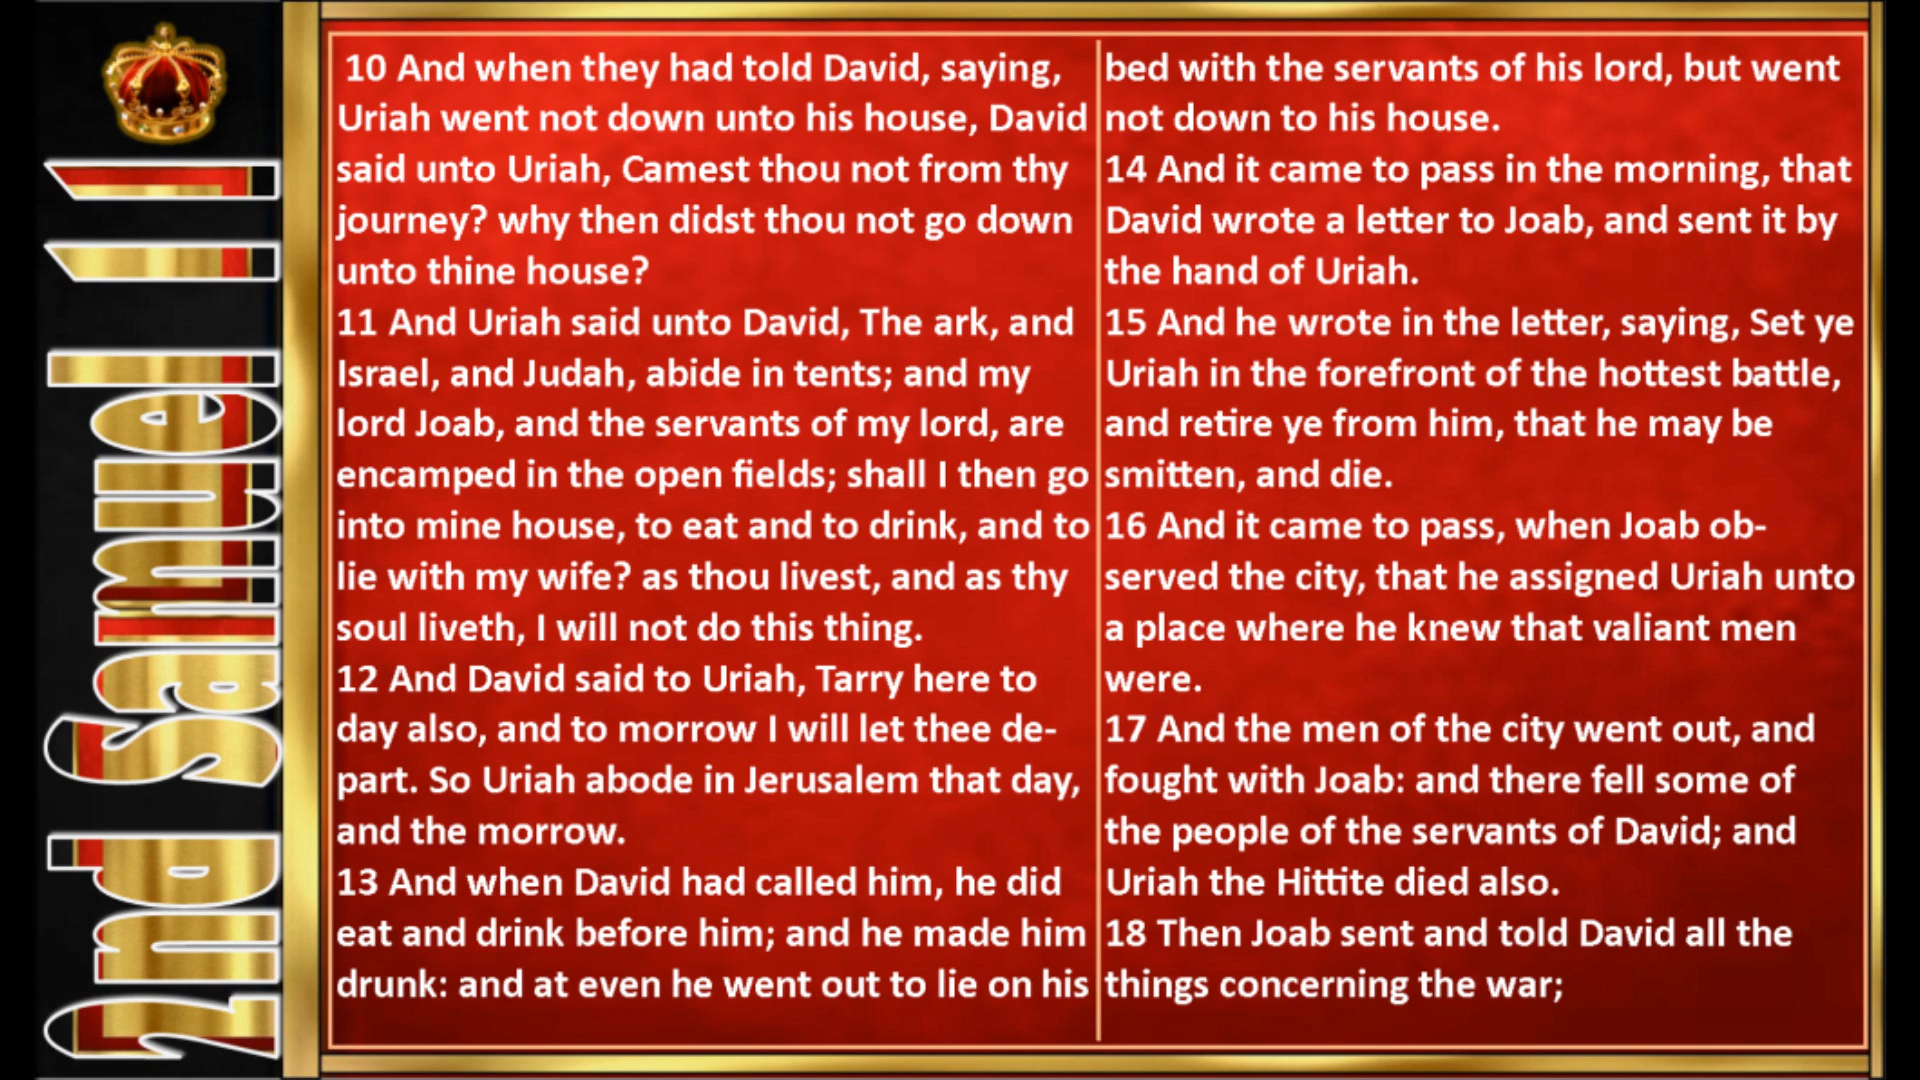 2nd Samuel 11
10 And when they had told David, saying,
Uriah went not down unto his house, David
said unto Uriah, Camest thou not from thy
journey? why then didst thou not go down
unto thine house?
11 And Uriah said unto David, The ark, and
Israel, and Judah, abide in tents; and my
lord Joab, and the servants of my lord, are
encamped in the open fields; shall I then go
into mine house, to eat and to drink, and to
lie with my wife? as thou livest, and as thy
soul liveth, I will not do this thing.
12 And David said to Uriah, Tarry here to
day also, and to morrow I will let thee de-
part. So Uriah abode in Jerusalem that day,
and the morrow.
13 And when David had called him, he did
eat and drink before him; and he made him
drunk: and at even he went out to lie on his
bed with the servants of his lord, but went
not down to his house.
14 And it came to pass in the morning, that
David wrote a letter to Joab, and sent it by
the hand of Uriah.
15 And he wrote in the letter, saying, Set ye
Uriah in the forefront of the hottest battle,
and retire ye from him, that he may be
smitten, and die.
16 And it came to pass, when Joab ob-
served the city, that he assigned Uriah unto
a place where he knew that valiant men
were.
17 And the men of the city went out, and
fought with Joab: and there fell some of
the people of the servants of David; and
Uriah the Hittite died also.
18 Then Joab sent and told David all the
things concerning the war;